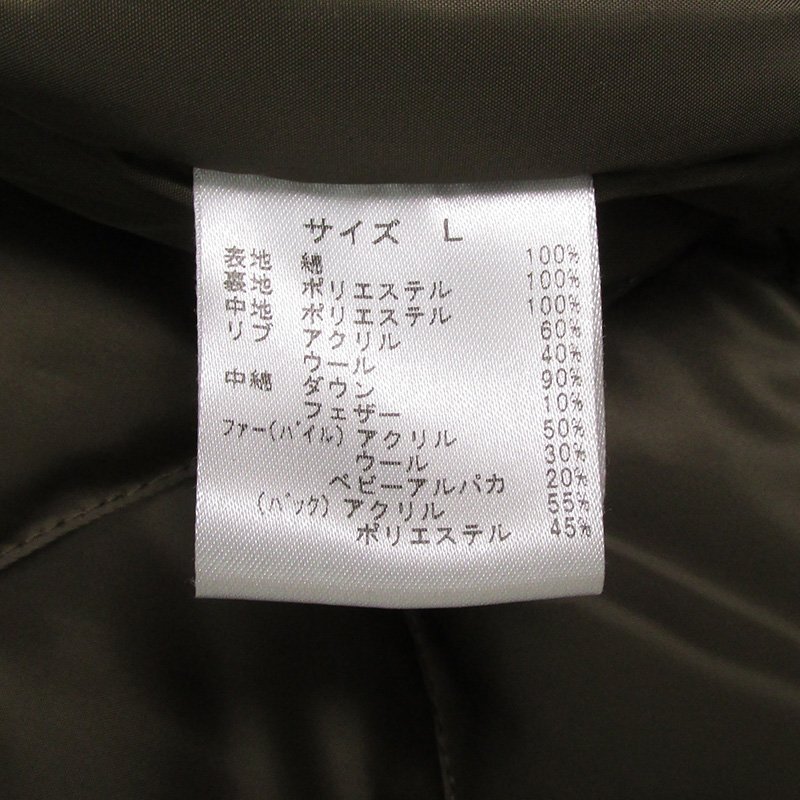 サイズ L
表地 綿 100%
裏地 ポリエステル 100%
中地 ポリエステル 100%
リブ アクリル 60%
ウール 40%
中綿 ダウン 90%
フェザー 10%
ファー(パイル) アクリル 50%
ウール 30%
ベビーアルパカ 20%
(バック) アクリル 55%
ポリエステル 45%